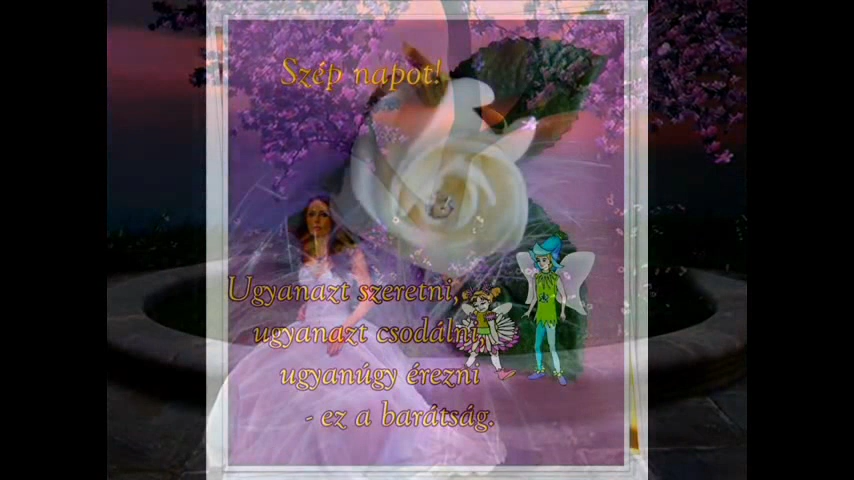 Szép napot!
Ugyanazt szeretni,
ugyanazt csodálni,
ugyanúgy érezni
- ez a barátság.